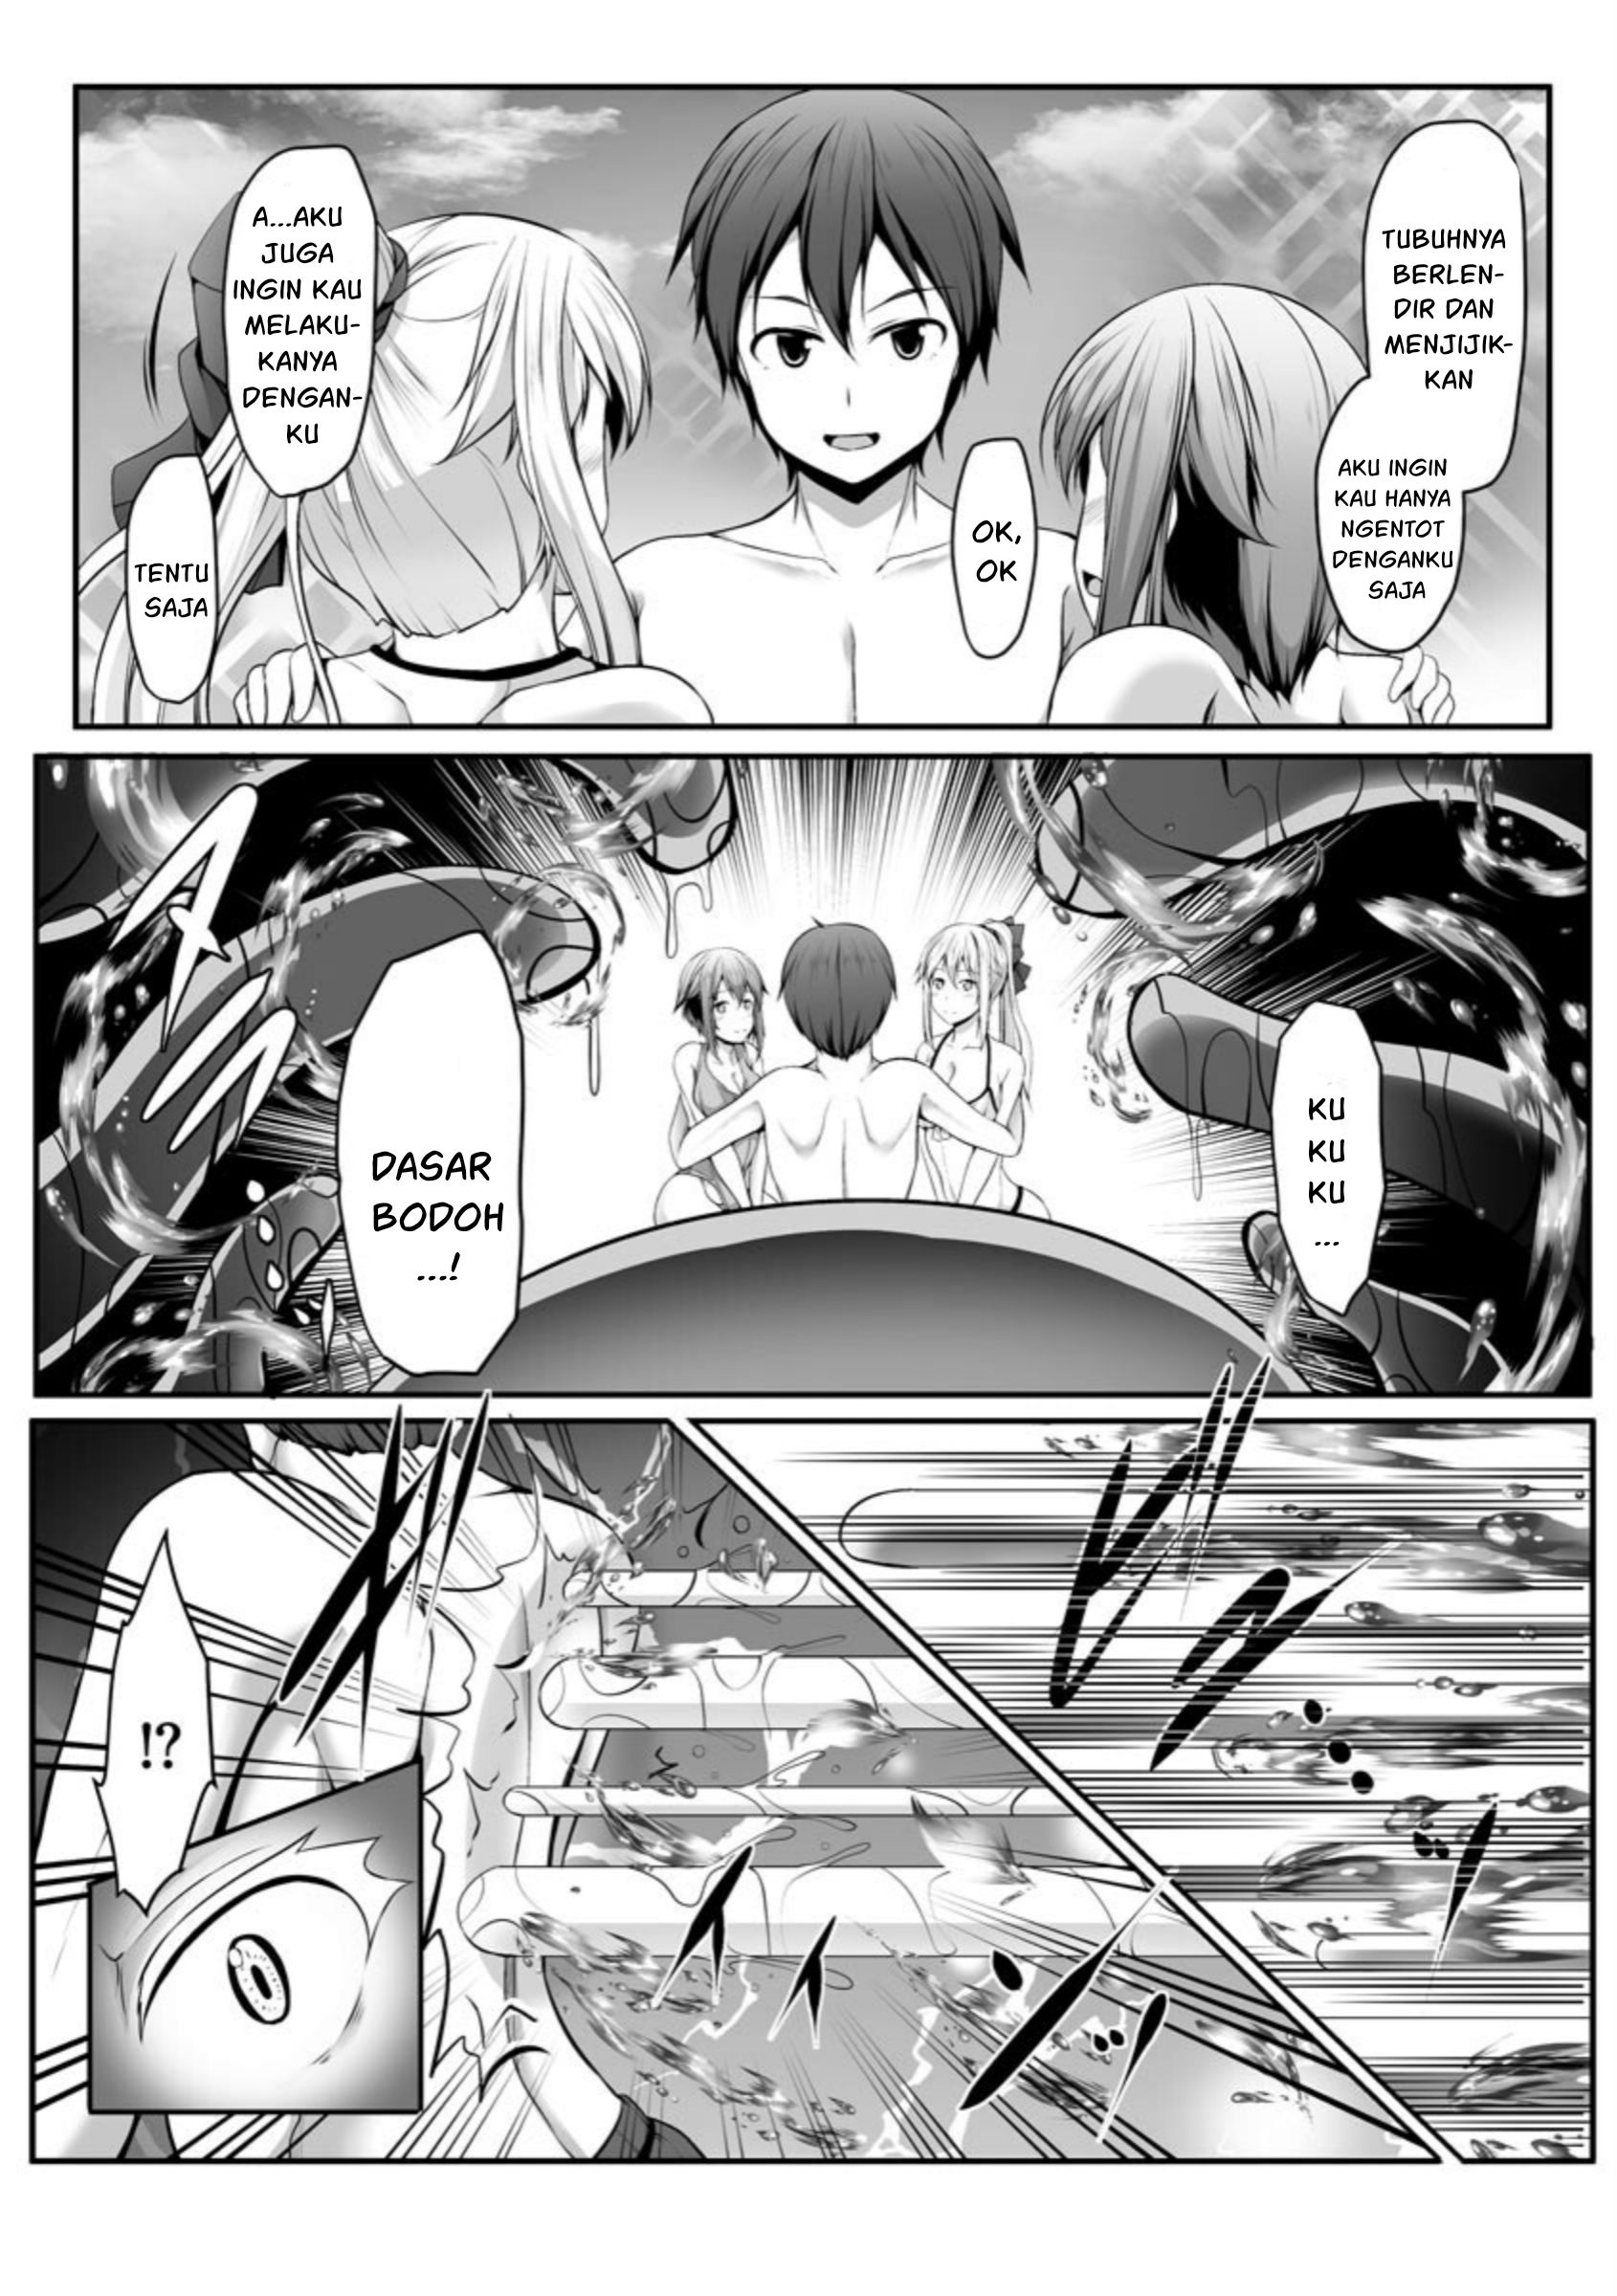 TUBUHNYA
BERLEN-
DIR DAN
MENJIJIK-
KAN
AKU INGIN
KAU HANYA
NGENTOT
DENGANKU
SAJA
OK,
OK
A...AKU
JUGA
INGIN KAU
MELAKU-
KANYA
DENGAN-
KU
TENTU
SAJA
KU
KU
KU
...
DASAR
BODOH
...!
!?